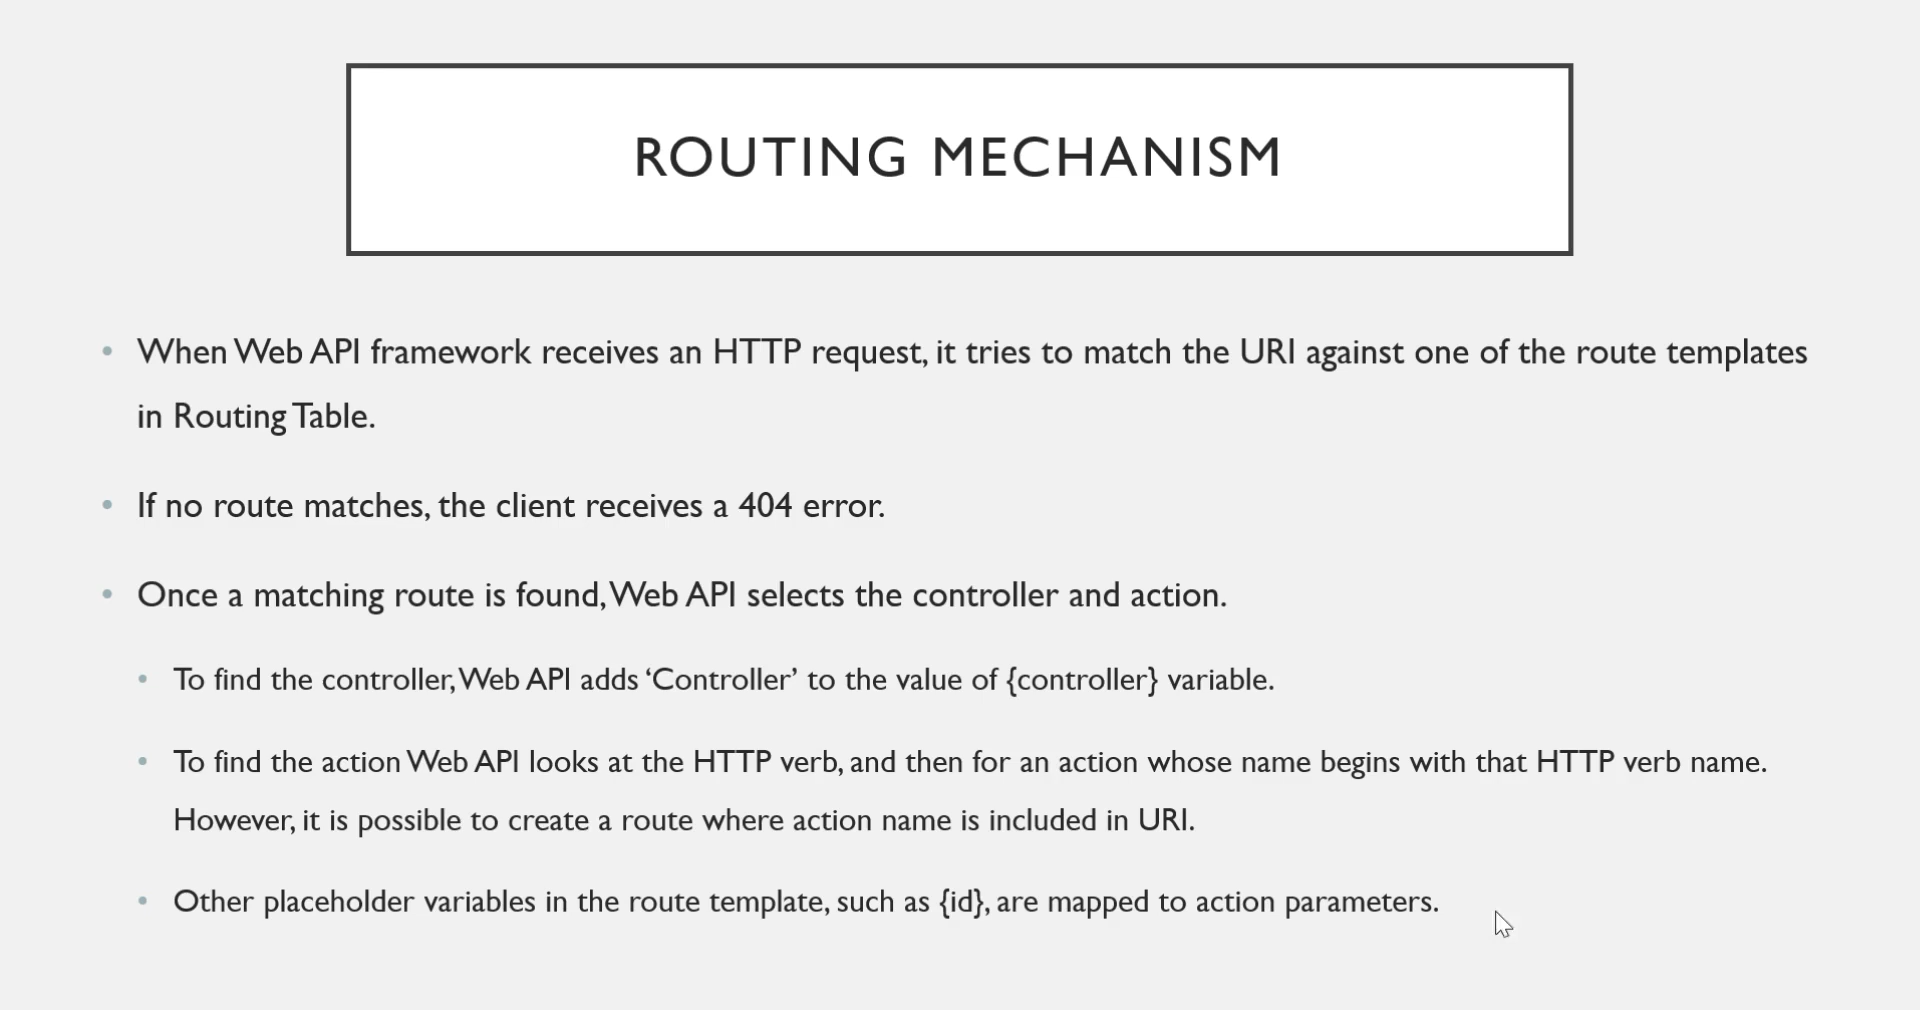 ROUTING MECHANISM
• When Web API framework receives an HTTP request, it tries to match the URI against one of the route templates
in Routing Table.
• If no route matches, the client receives a 404 error.
• Once a matching route is found, Web API selects the controller and action.
• To find the controller, Web API adds ‘Controller’ to the value of {controller} variable.
• To find the action Web API looks at the HTTP verb, and then for an action whose name begins with that HTTP verb name.
However, it is possible to create a route where action name is included in URI.
• Other placeholder variables in the route template, such as {id}, are mapped to action parameters.